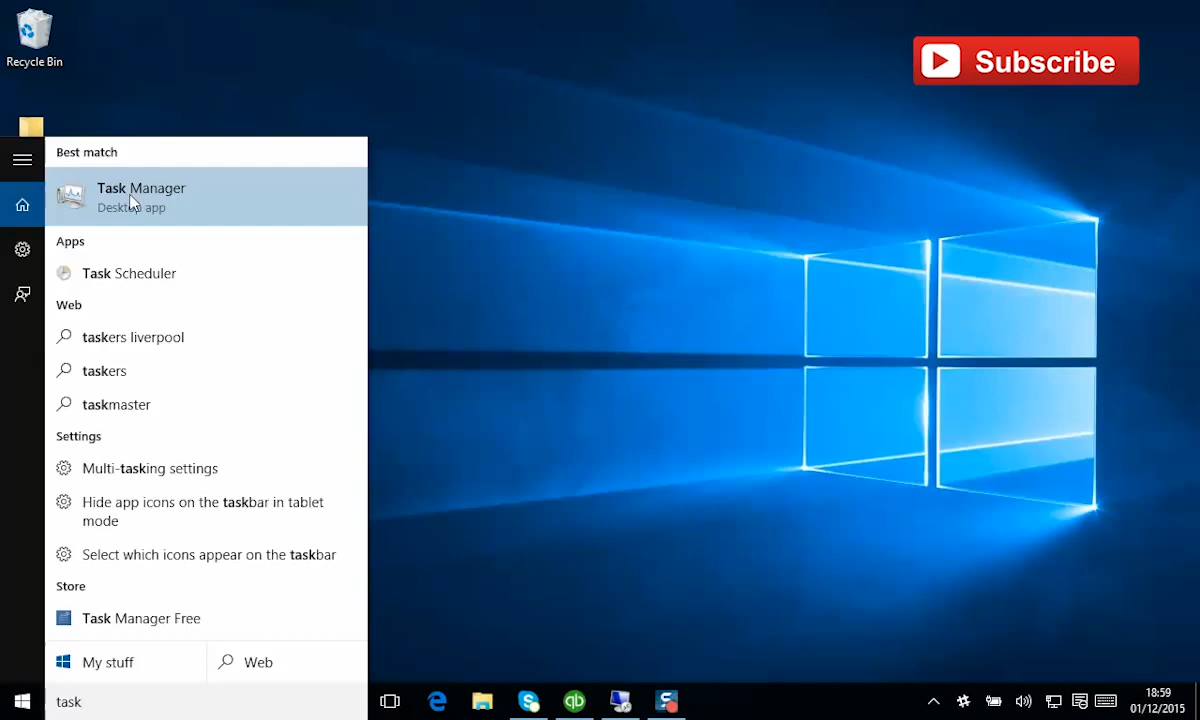 Recycle Bin
Subscribe
Best match
Task Manager
Desktop app
Apps
Task Scheduler
Web
taskers liverpool
taskers
taskmaster
Settings
Multi-tasking settings
Hide app icons on the taskbar in tablet
mode
Select which icons appear on the taskbar
Store
Task Manager Free
My stuff
Web
task
qb
18:59
01/12/2015